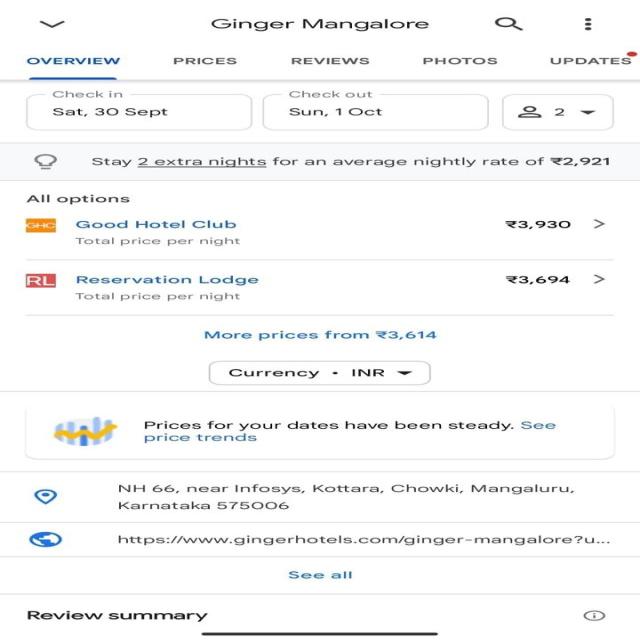 Ginger Mangalore
OVERVIEW PRICES REVIEWS PHOTOS UPDATES
Check in Check out
Sat, 30 Sept Sun, 1 Oct 2
Stay 2 extra nights for an average nightly rate of ₹2,921
All options
GHC Good Hotel Club ₹3,930
Total price per night
RL Reservation Lodge ₹3,694
Total price per night
More prices from ₹3,614
Currency • INR
Prices for your dates have been steady. See
price trends
NH 66, near Infosys, Kottara, Chowki, Mangaluru,
Karnataka 575006
https://www.gingerhotels.com/ginger-mangalore?u...
See all
Review summary